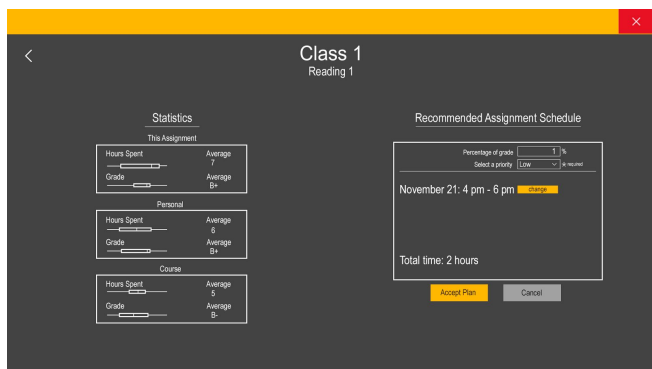 Class 1
Reading 1
Statistics
This Assignment
Hours Spent Average
7
Grade Average
B+
Personal
Hours Spent Average
6
Grade Average
B+
Course
Hours Spent Average
5
Grade Average
B-
Recommended Assignment Schedule
Percentage of grade 1 %
Select a priority Low * required
November 21: 4 pm - 6 pm change
Total time: 2 hours
Accept Plan Cancel